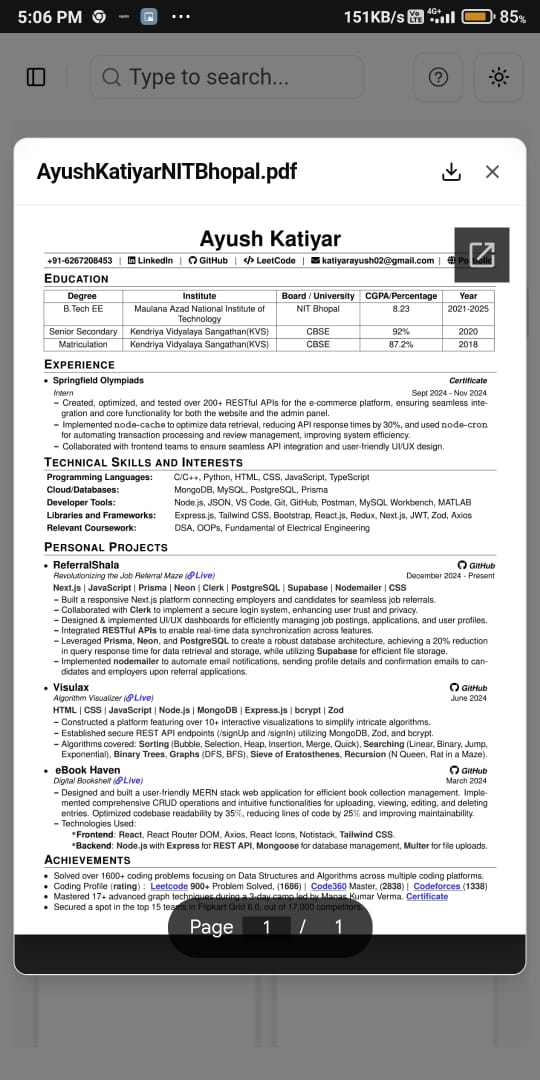 5:06 PM
151KB/s Vo LTE 4G+ 85%
Type to search...
AyushKatiyarNITBhopal.pdf
Ayush Katiyar
+91-6267208453 | LinkedIn | GitHub | </> LeetCode | katiyarayush02@gmail.com |
EDUCATION
Degree Institute Board / University CGPA/Percentage Year
B.Tech EE Maulana Azad National Institute of Technology NIT Bhopal 8.23 2021-2025
Senior Secondary Kendriya Vidyalaya Sangathan(KVS) CBSE 92% 2020
Matriculation Kendriya Vidyalaya Sangathan(KVS) CBSE 87.2% 2018
EXPERIENCE
• Springfield Olympiads Certificate
Intern Sept 2024 - Nov 2024
– Created, optimized, and tested over 200+ RESTful APIs for the e-commerce platform, ensuring seamless inte-
gration and core functionality for both the website and the admin panel.
– Implemented node-cache to optimize data retrieval, reducing API response times by 30%, and used node-cron
for automating transaction processing and review management, improving system efficiency.
– Collaborated with frontend teams to ensure seamless API integration and user-friendly UI/UX design.
TECHNICAL SKILLS AND INTERESTS
Programming Languages: C/C++, Python, HTML, CSS, JavaScript, TypeScript
Cloud/Databases: MongoDB, MySQL, PostgreSQL, Prisma
Developer Tools: Node.js, JSON, VS Code, Git, GitHub, Postman, MySQL Workbench, MATLAB
Libraries and Frameworks: Express.js, Tailwind CSS, Bootstrap, React.js, Redux, Next.js, JWT, Zod, Axios
Relevant Coursework: DSA, OOPs, Fundamental of Electrical Engineering
PERSONAL PROJECTS
• ReferralShala GitHub
Revolutionizing the Job Referral Maze (Live) December 2024 - Present
Next.js | JavaScript | Prisma | Neon | Clerk | PostgreSQL | Supabase | Nodemailer | CSS
– Built a responsive Next.js platform connecting employers and candidates for seamless job referrals.
– Collaborated with Clerk to implement a secure login system, enhancing user trust and privacy.
– Designed & implemented UI/UX dashboards for efficiently managing job postings, applications, and user profiles.
– Integrated RESTful APIs to enable real-time data synchronization across features.
– Leveraged Prisma, Neon, and PostgreSQL to create a robust database architecture, achieving a 20% reduction
in query response time for data retrieval and storage, while utilizing Supabase for efficient file storage.
– Implemented nodemailer to automate email notifications, sending profile details and confirmation emails to can-
didates and employers upon referral applications.
• Visulax GitHub
Algorithm Visualizer (Live) June 2024
HTML | CSS | JavaScript | Node.js | MongoDB | Express.js | bcrypt | Zod
– Constructed a platform featuring over 10+ interactive visualizations to simplify intricate algorithms.
– Established secure REST API endpoints (/signUp and /signIn) utilizing MongoDB, Zod, and bcrypt.
– Algorithms covered: Sorting (Bubble, Selection, Heap, Insertion, Merge, Quick), Searching (Linear, Binary, Jump,
Exponential), Binary Trees, Graphs (DFS, BFS), Sieve of Eratosthenes, Recursion (N Queen, Rat in a Maze).
• eBook Haven GitHub
Digital Bookshelf (Live) March 2024
– Designed and built a user-friendly MERN stack web application for efficient book collection management. Imple-
mented comprehensive CRUD operations and intuitive functionalities for uploading, viewing, editing, and deleting
entries. Optimized codebase readability by 35%, reducing lines of code by 25% and improving maintainability.
– Technologies Used:
*Frontend: React, React Router DOM, Axios, React Icons, Notistack, Tailwind CSS.
*Backend: Node.js with Express for REST API, Mongoose for database management, Multer for file uploads.
ACHIEVEMENTS
• Solved over 1600+ coding problems focusing on Data Structures and Algorithms across multiple coding platforms.
• Coding Profile (rating) : Leetcode 900+ Problem Solved, (1686) | Code360 Master, (2838) | Codeforces (1338)
• Mastered 17+ advanced graph techniques during a 3-day camp led by Manas Kumar Verma. Certificate
• Secured a spot in the top 15 teams in Flipkart Grid 6.0, out of 17,000 competitors.
Page 1 / 1